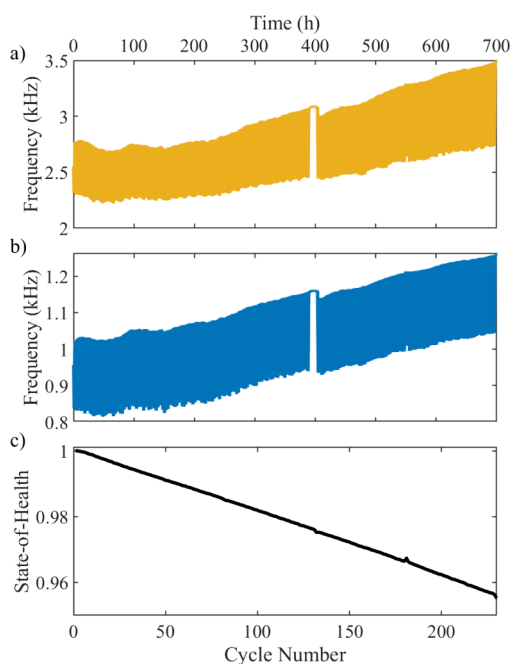 Time (h)
0 100 200 300 400 500 600 700
a)
3.5
3
2.5
2
Frequency (kHz)
b)
1.2
1.1
1
0.9
0.8
Frequency (kHz)
c)
1
0.98
0.96
State-of-Health
0 50 100 150 200
Cycle Number